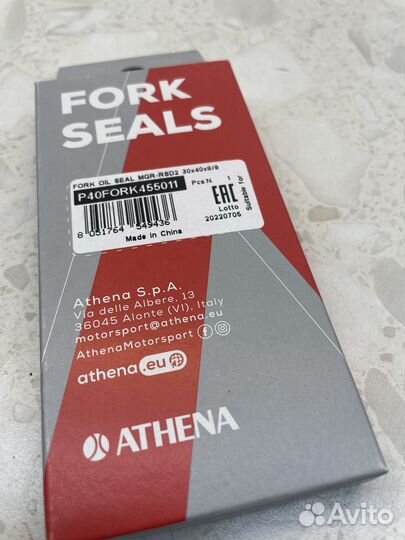 FORK
SEALS
FORK OIL SEAL MGR-RSD2 30x40x8/9
P40FORK455011
Pcs.N. 1
EAC
Lotto
20220705
Suitable for
8 051764 549436
Made in China
Athena S.p.A.
Via delle Albere, 13
36045 Alonte (VI), Italy
motorsport@athena.eu
AthenaMotorsport
athena.eu
ATHENA
Avito